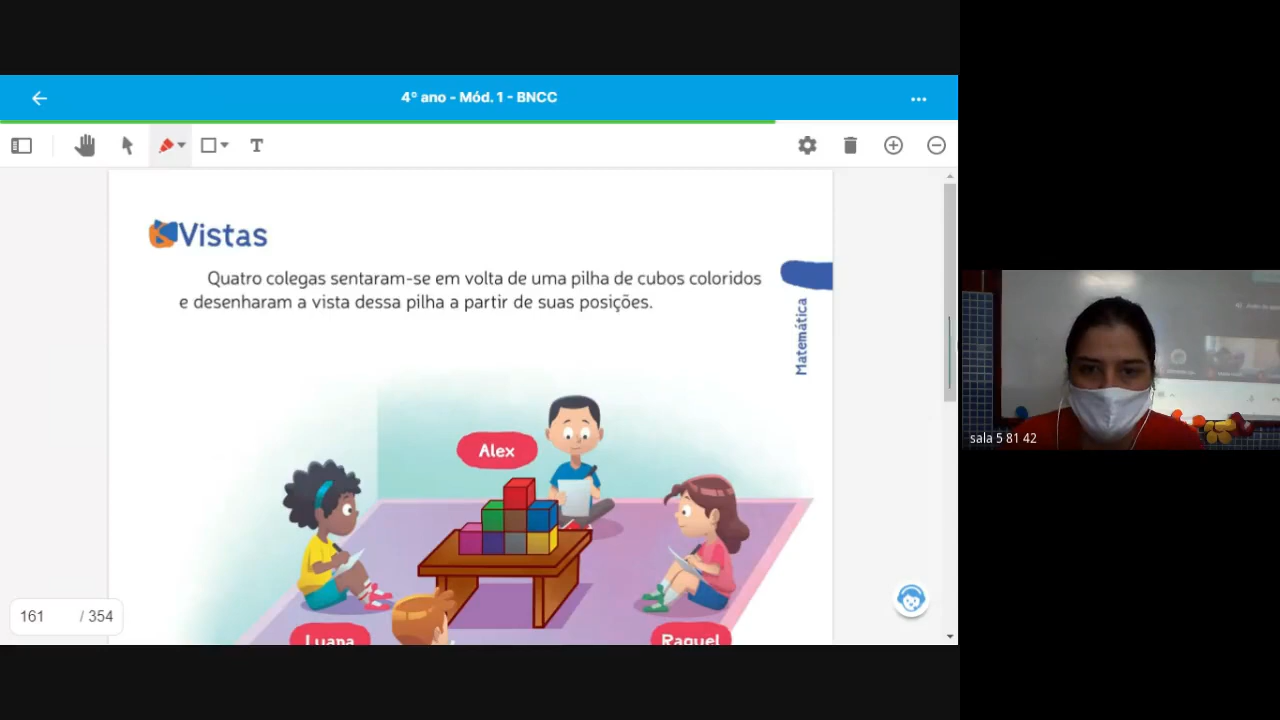 4º ano - Mód. 1 - BNCC
T
Vistas
Quatro colegas sentaram-se em volta de uma pilha de cubos coloridos
e desenharam a vista dessa pilha a partir de suas posições.
Matemática
Alex
Luana
Raquel
161 / 354
sala 5 81 42